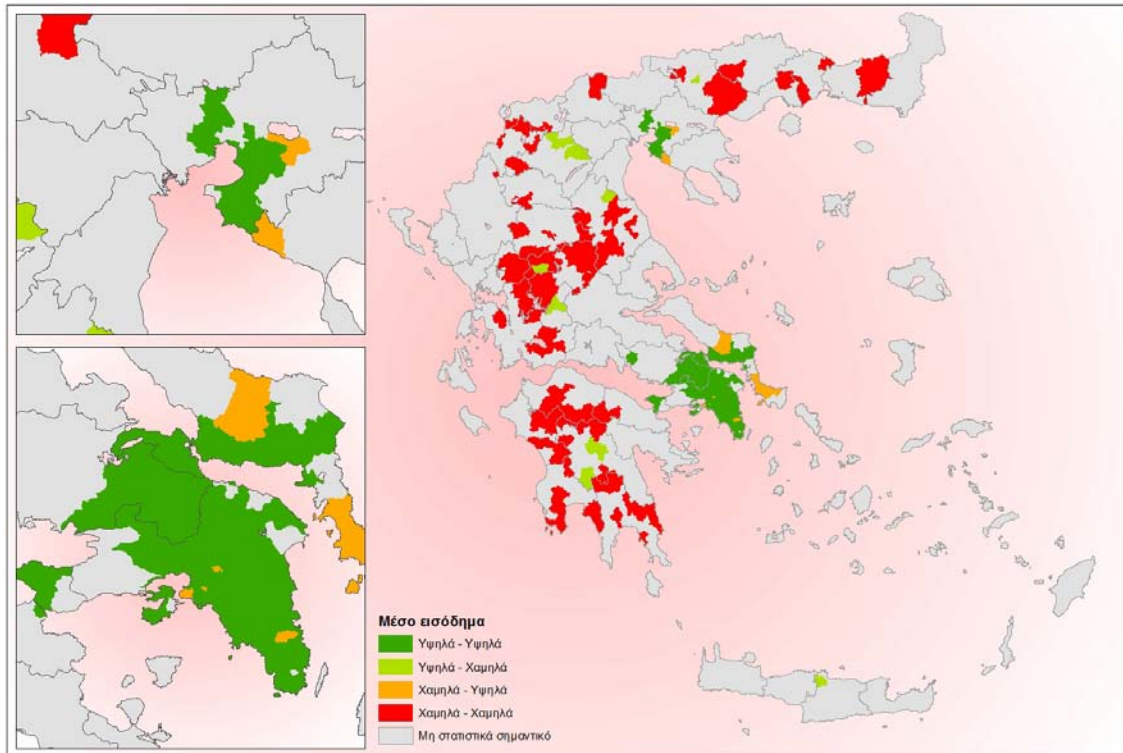 Μέσο εισόδημα
Υψηλά - Υψηλά
Υψηλά - Χαμηλά
Χαμηλά - Υψηλά
Χαμηλά - Χαμηλά
Μη στατιστικά σημαντικό